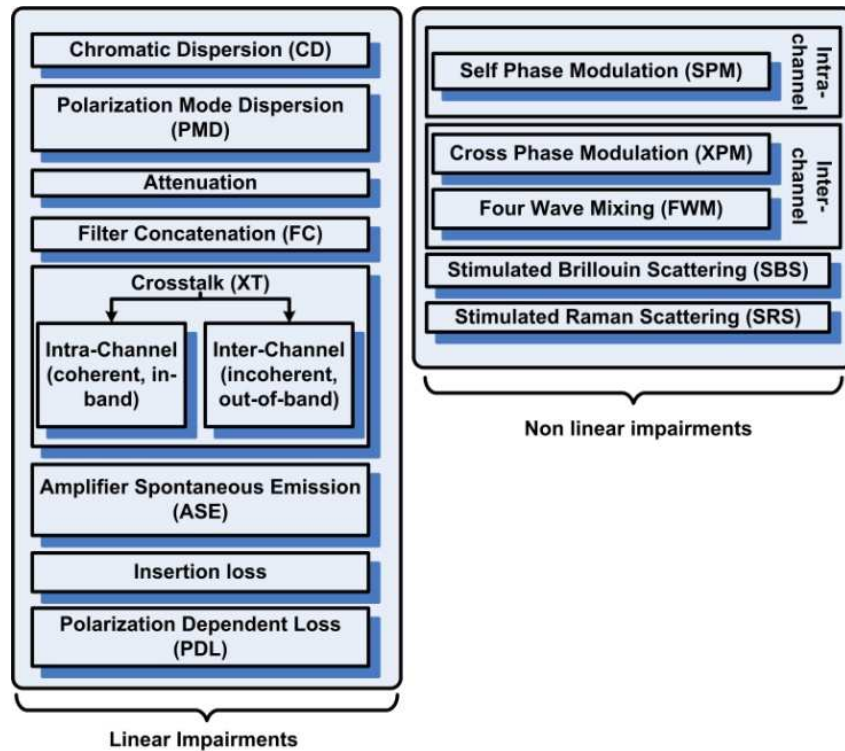 Chromatic Dispersion (CD)
Polarization Mode Dispersion
(PMD)
Attenuation
Filter Concatenation (FC)
Crosstalk (XT)
Intra-Channel
(coherent, in-
band)
Inter-Channel
(incoherent,
out-of-band)
Amplifier Spontaneous Emission
(ASE)
Insertion loss
Polarization Dependent Loss
(PDL)
Linear Impairments
Self Phase Modulation (SPM)
Intra-
channel
Cross Phase Modulation (XPM)
Four Wave Mixing (FWM)
Inter-
channel
Stimulated Brillouin Scattering (SBS)
Stimulated Raman Scattering (SRS)
Non linear impairments